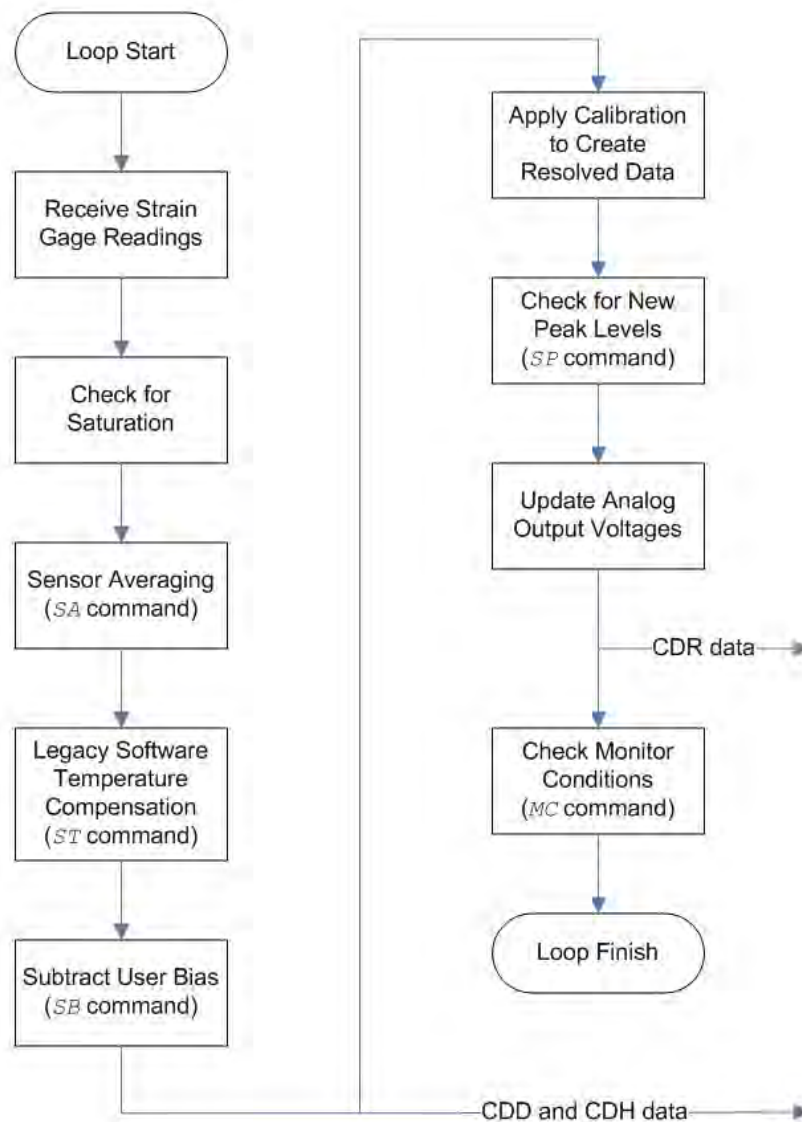 Loop Start
Receive Strain
Gage Readings
Check for
Saturation
Sensor Averaging
(SA command)
Legacy Software
Temperature
Compensation
(ST command)
Subtract User Bias
(SB command)
CDD and CDH data
Apply Calibration
to Create
Resolved Data
Check for New
Peak Levels
(SP command)
Update Analog
Output Voltages
CDR data
Check Monitor
Conditions
(MC command)
Loop Finish